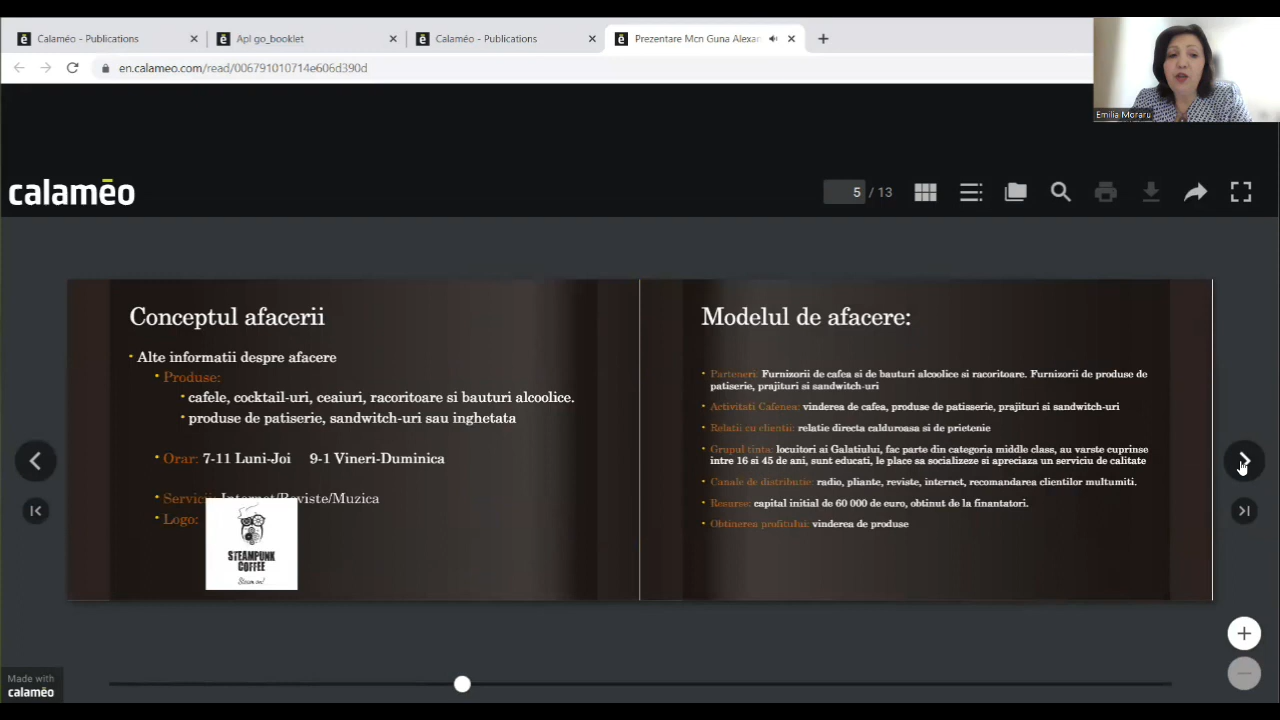 Calaméo - Publications
Apl go_booklet
Calaméo - Publications
Prezentare Mcn Guna Alexar
en.calameo.com/read/006791010714e606d390d
Emilia Moraru
calamēo
5 / 13
Conceptul afacerii
Alte informatii despre afacere
Produse:
cafele, cocktail-uri, ceaiuri, racoritoare si bauturi alcoolice.
produse de patiserie, sandwitch-uri sau inghetata
Orar: 7-11 Luni-Joi 9-1 Vineri-Duminica
Servicii: Internet/Reviste/Muzica
Logo:
STEAMPUNK
COFFEE
Steam on!
Modelul de afacere:
Parteneri: Furnizorii de cafea si de bauturi alcoolice si racoritoare. Furnizorii de produse de
patiserie, prajituri si sandwitch-uri
Activitati Cafenea: vinderea de cafea, produse de patisserie, prajituri si sandwitch-uri
Relatii cu clientii: relatie directa calduroasa si de prietenie
Grupul tinta: locuitori ai Galatiului, fac parte din categoria middle class, au varste cuprinse
intre 16 si 45 de ani, sunt educati, le place sa socializeze si apreciaza un serviciu de calitate
Canale de distributie: radio, pliante, reviste, internet, recomandarea clientilor multumiti.
Resurse: capital initial de 60 000 de euro, obtinut de la finantatori.
Obtinerea profitului: vinderea de produse
Made with
calamēo